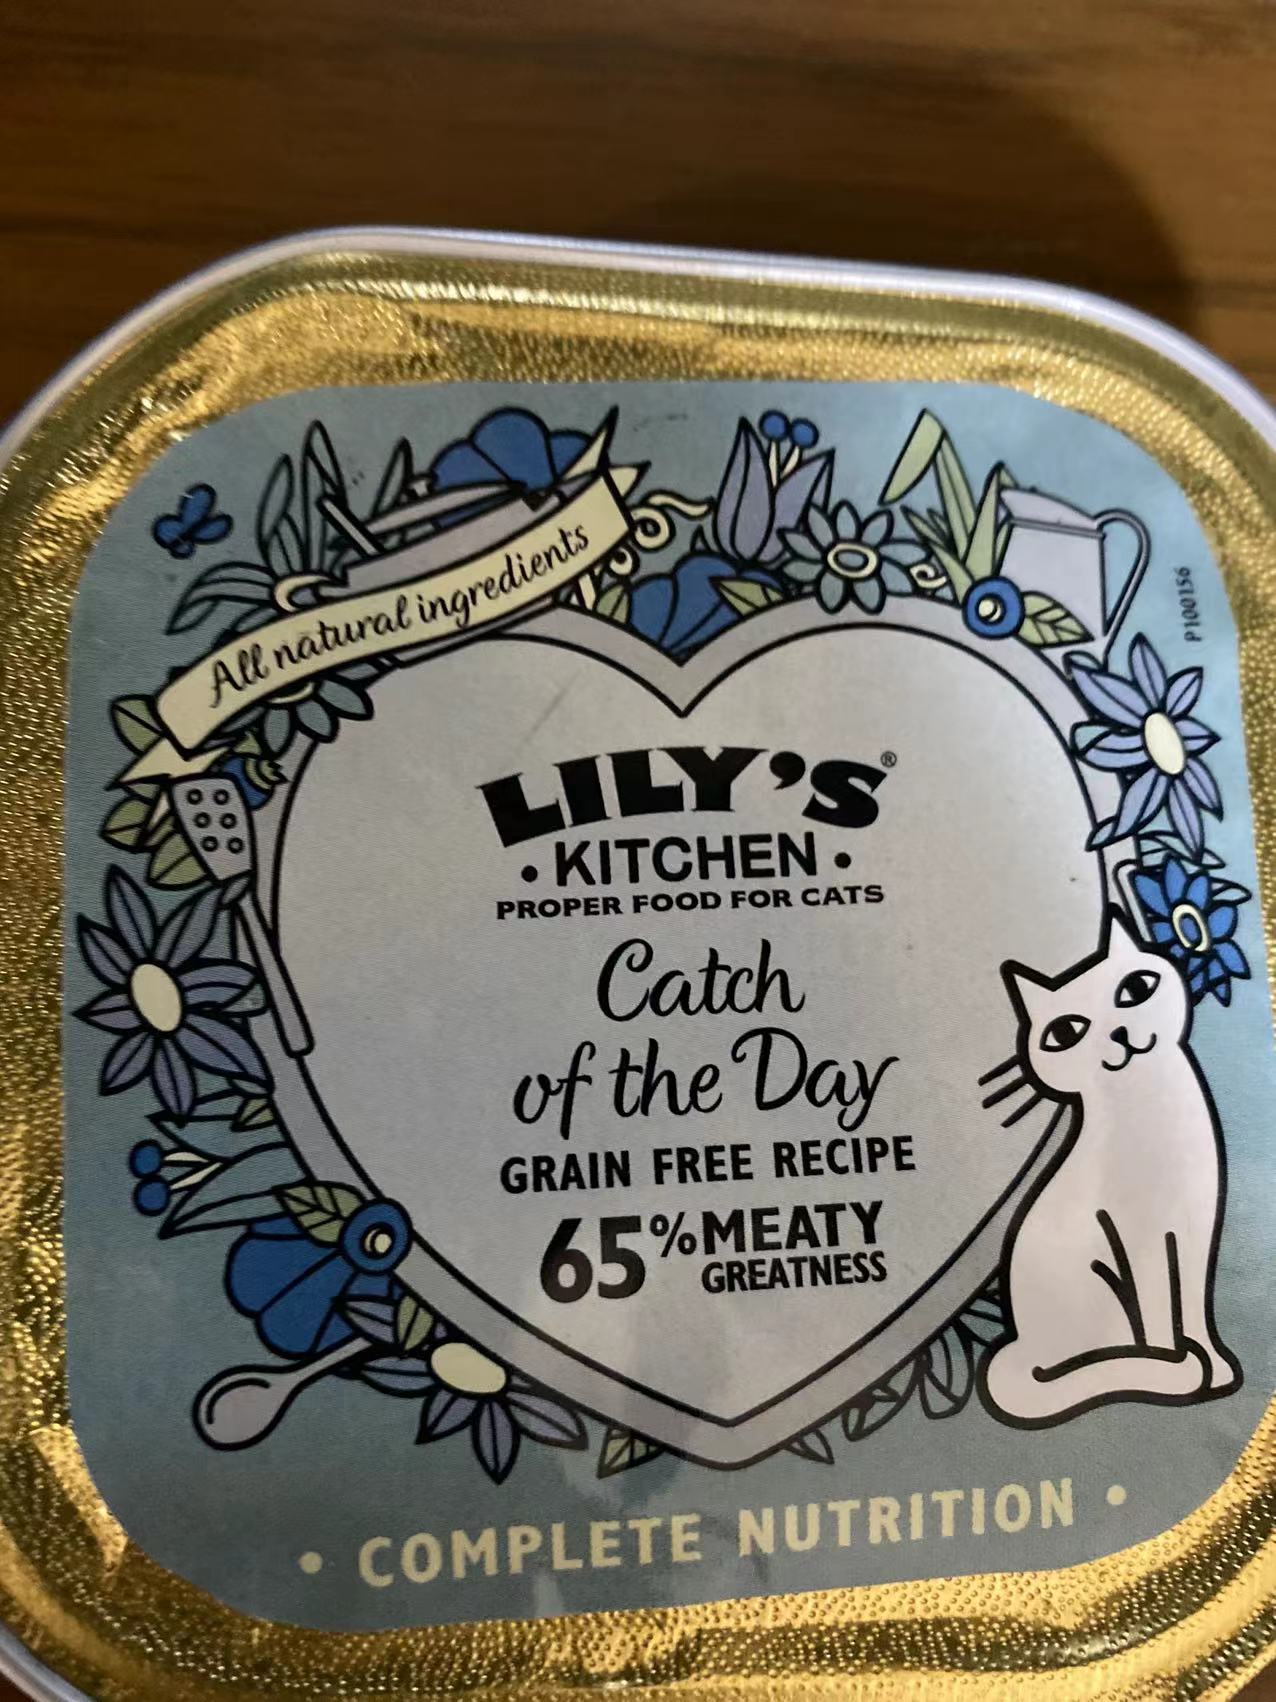 All natural ingredients
P100156
LILY'S®
• KITCHEN •
PROPER FOOD FOR CATS
Catch
of the Day
GRAIN FREE RECIPE
65% MEATY
GREATNESS
• COMPLETE NUTRITION •